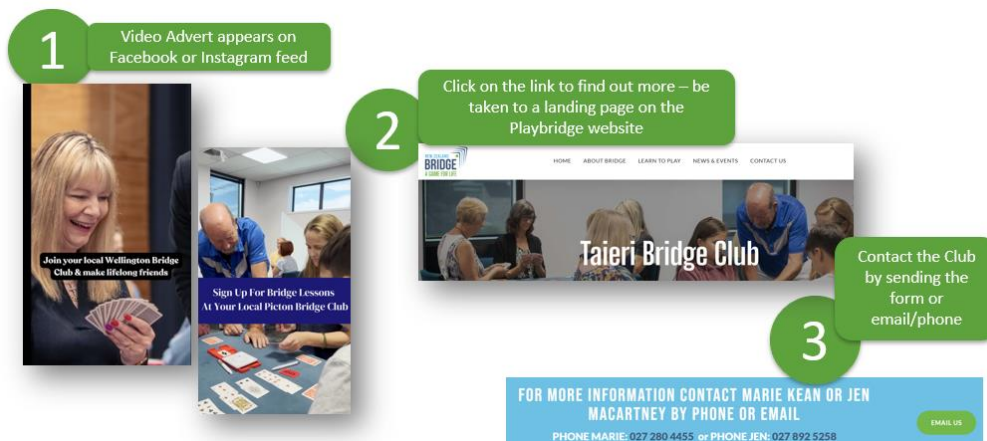 1
Video Advert appears on
Facebook or Instagram feed
Join your local Wellington Bridge
Club & make lifelong friends
Sign Up For Bridge Lessons
At Your Local Picton Bridge Club
2
Click on the link to find out more – be
taken to a landing page on the
Playbridge website
NEW ZEALAND
BRIDGE
A GAME FOR LIFE
HOME ABOUT BRIDGE LEARN TO PLAY NEWS & EVENTS CONTACT US
Taieri Bridge Club
3
Contact the Club
by sending the
form or
email/phone
FOR MORE INFORMATION CONTACT MARIE KEAN OR JEN
MACARTNEY BY PHONE OR EMAIL
PHONE MARIE: 027 280 4455 or PHONE JEN: 027 892 5258
EMAIL US